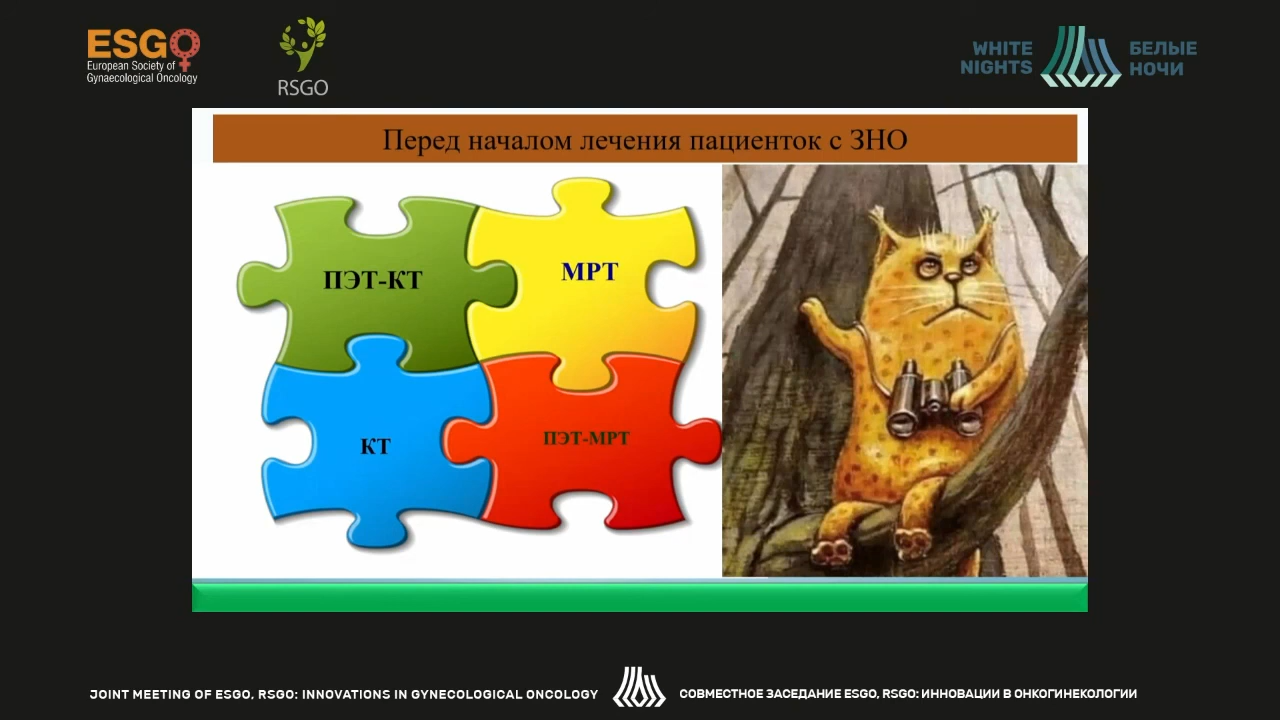 ESGO
European Society of
Gynaecological Oncology
RSGO
WHITE
NIGHTS
БЕЛЫЕ
НОЧИ
Перед началом лечения пациенток с ЗНО
ПЭТ-КТ
МРТ
КТ
ПЭТ-МРТ
JOINT MEETING OF ESGO, RSGO: INNOVATIONS IN GYNECOLOGICAL ONCOLOGY
СОВМЕСТНОЕ ЗАСЕДАНИЕ ESGO, RSGO: ИННОВАЦИИ В ОНКОГИНЕКОЛОГИИ